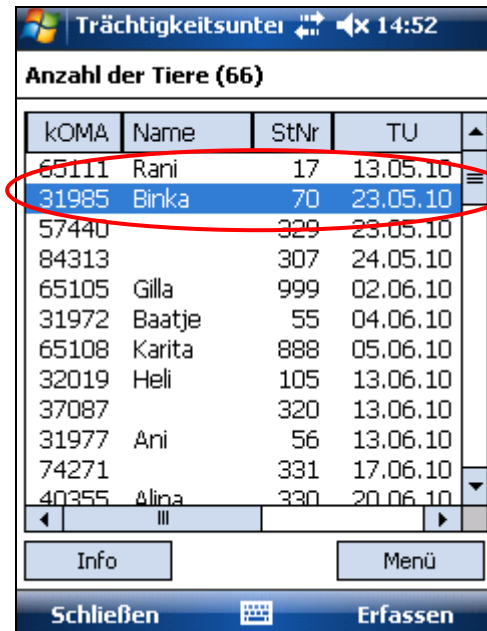 Trächtigkeitsunter 14:52
Anzahl der Tiere (66)
kOMA Name StNr TU
65111 Rani 17 13.05.10
31985 Binka 70 23.05.10
57440 329 23.05.10
84313 307 24.05.10
65105 Gilla 999 02.06.10
31972 Baatje 55 04.06.10
65108 Karita 888 05.06.10
32019 Heli 105 13.06.10
37087 320 13.06.10
31977 Ani 56 13.06.10
74271 331 17.06.10
40355 Alina 330 20.06.10
Info Menü
Schließen Erfassen